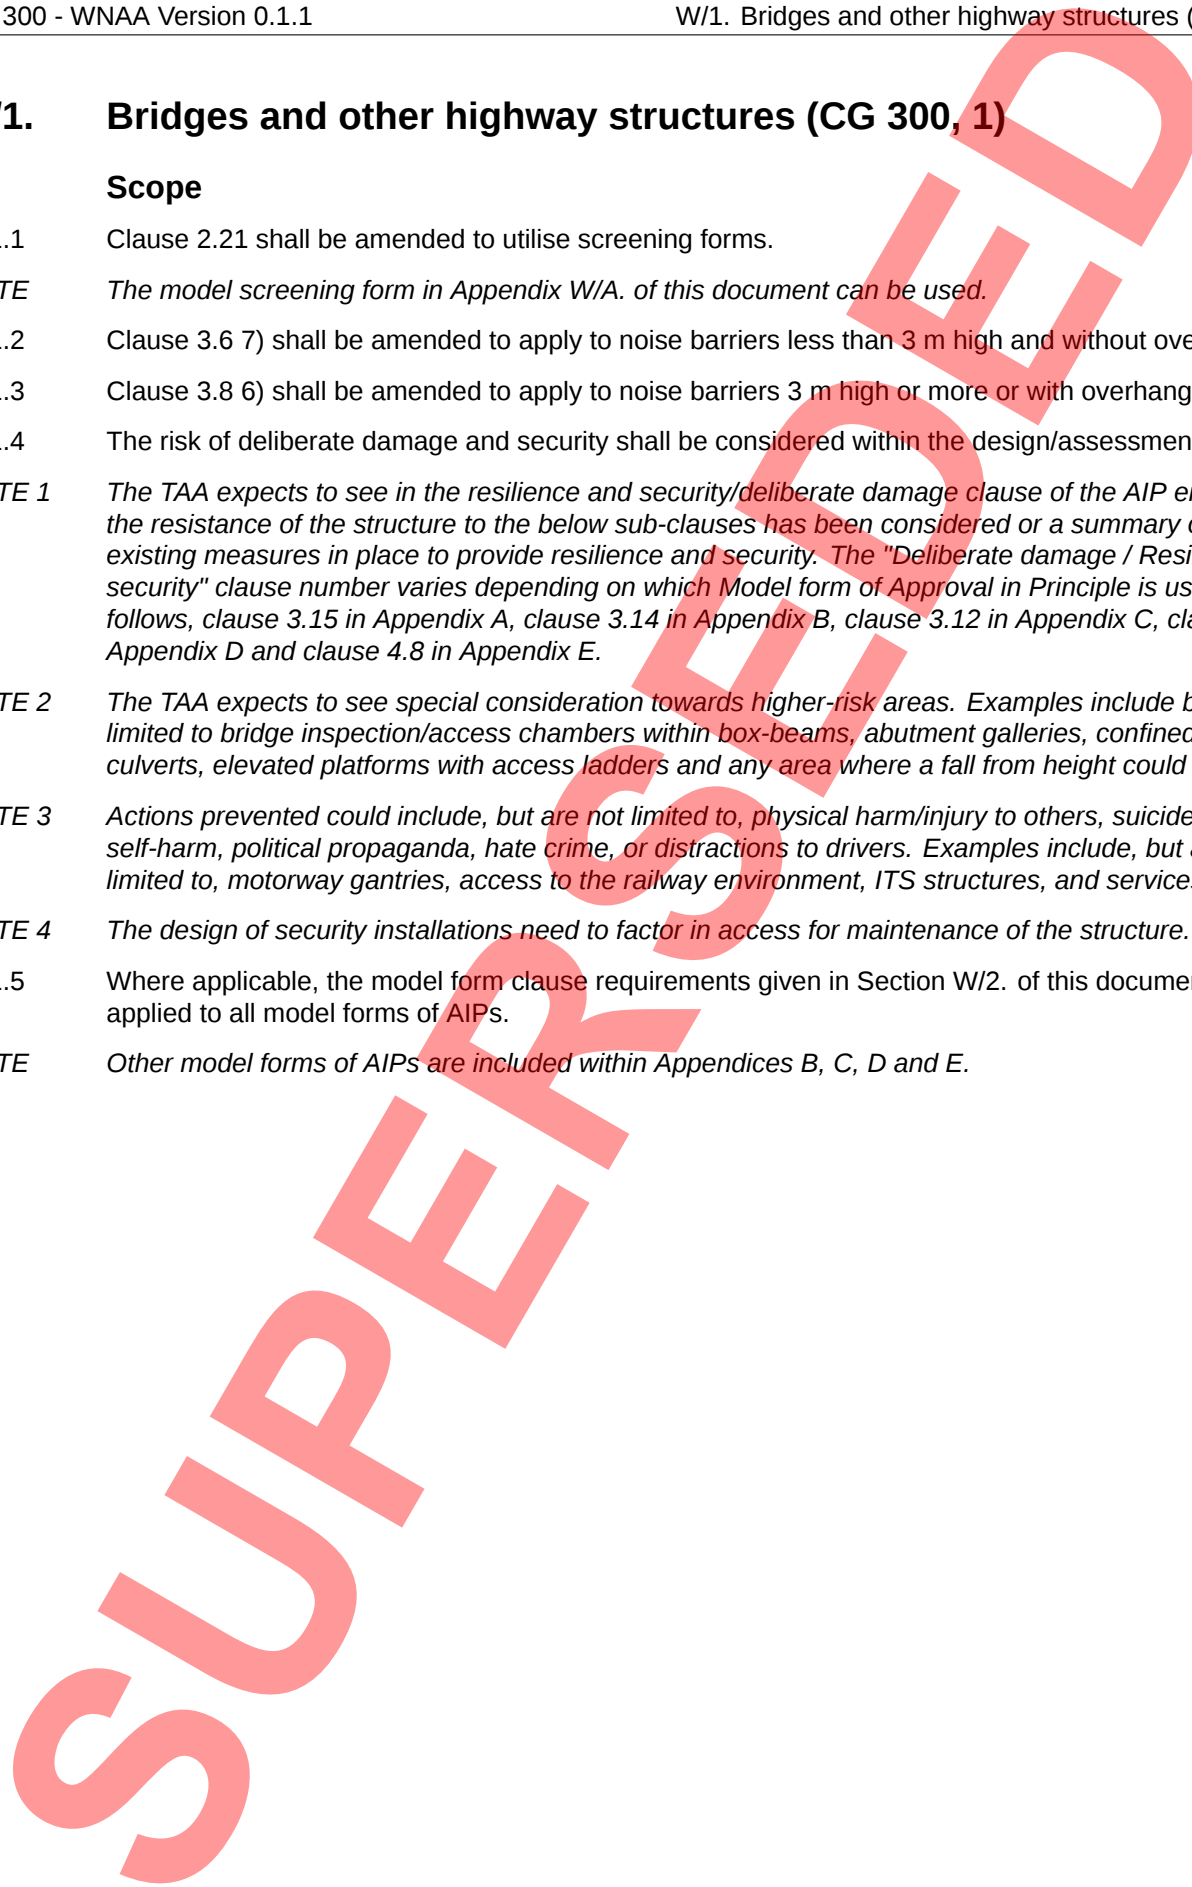 300 - WNAA Version 0.1.1 W/1. Bridges and other highway structures (
/1. Bridges and other highway structures (CG 300, 1)
Scope
.1 Clause 2.21 shall be amended to utilise screening forms.
TE The model screening form in Appendix W/A. of this document can be used.
.2 Clause 3.6 7) shall be amended to apply to noise barriers less than 3 m high and without ove
.3 Clause 3.8 6) shall be amended to apply to noise barriers 3 m high or more or with overhang
.4 The risk of deliberate damage and security shall be considered within the design/assessmen
TE 1 The TAA expects to see in the resilience and security/deliberate damage clause of the AIP e
the resistance of the structure to the below sub-clauses has been considered or a summary
existing measures in place to provide resilience and security. The "Deliberate damage / Resi
security" clause number varies depending on which Model form of Approval in Principle is us
follows, clause 3.15 in Appendix A, clause 3.14 in Appendix B, clause 3.12 in Appendix C, cla
Appendix D and clause 4.8 in Appendix E.
TE 2 The TAA expects to see special consideration towards higher-risk areas. Examples include b
limited to bridge inspection/access chambers within box-beams, abutment galleries, confined
culverts, elevated platforms with access ladders and any area where a fall from height could
TE 3 Actions prevented could include, but are not limited to, physical harm/injury to others, suicide
self-harm, political propaganda, hate crime, or distractions to drivers. Examples include, but
limited to, motorway gantries, access to the railway environment, ITS structures, and services
TE 4 The design of security installations need to factor in access for maintenance of the structure.
.5 Where applicable, the model form clause requirements given in Section W/2. of this documen
applied to all model forms of AIPs.
TE Other model forms of AIPs are included within Appendices B, C, D and E.
SUPERSEDED